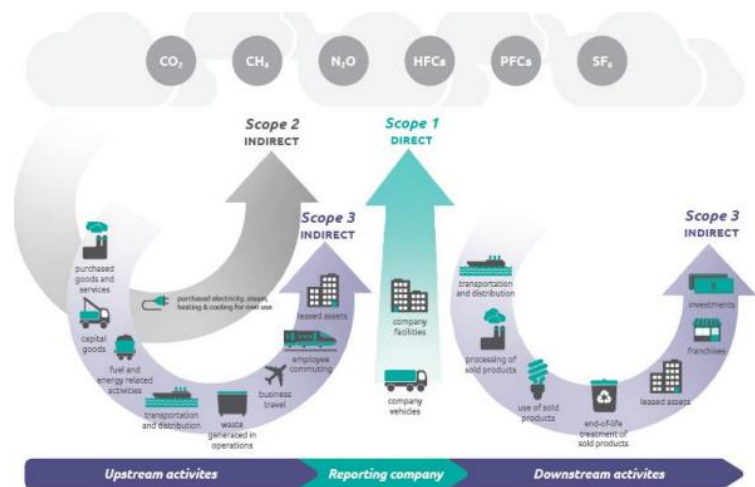 CO₂
CH₄
N₂O
HFCs
PFCs
SF₆
Scope 2
INDIRECT
Scope 1
DIRECT
Scope 3
INDIRECT
Scope 3
INDIRECT
purchased
goods and
services
capital
goods
fuel and
energy related
activities
transportation
and distribution
waste
generated in
operations
business
travel
employee
commuting
leased assets
purchased electricity, steam,
heating & cooling for own use
company
facilities
company
vehicles
transportation
and distribution
processing of
sold products
use of sold
products
end-of-life
treatment of
sold products
leased assets
franchises
investments
Upstream activites
Reporting company
Downstream activites